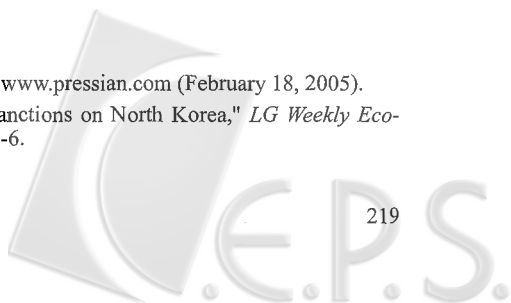 www.pressian.com (February 18, 2005).
anctions on North Korea," LG Weekly Eco-
-6.
219
C.E.P.S.